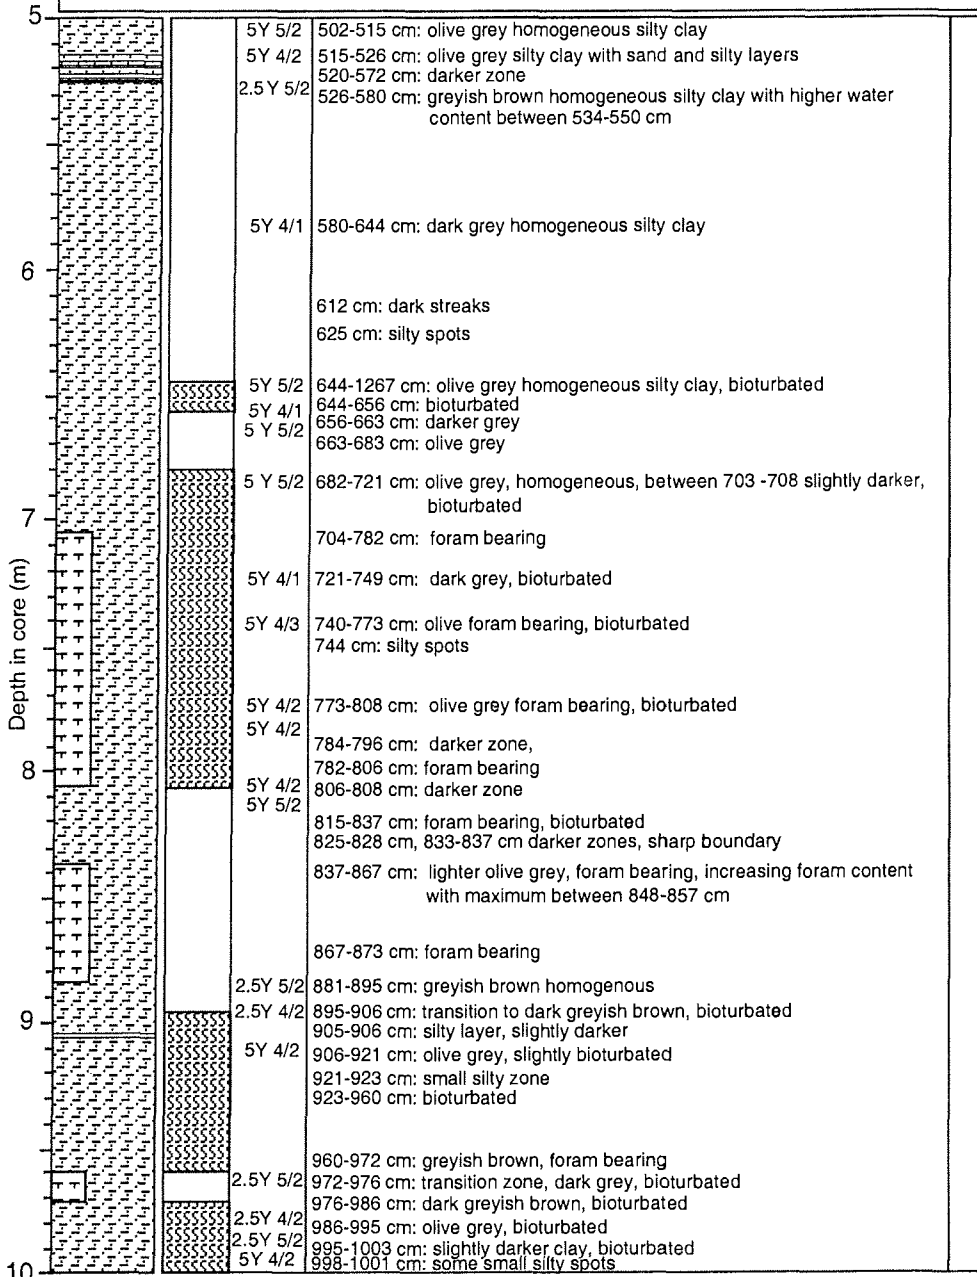 5
5Y 5/2 502-515 cm: olive grey homogeneous silty clay
5Y 4/2 515-526 cm: olive grey silty clay with sand and silty layers
520-572 cm: darker zone
2.5 Y 5/2 526-580 cm: greyish brown homogeneous silty clay with higher water
content between 534-550 cm
5Y 4/1 580-644 cm: dark grey homogeneous silty clay
6
612 cm: dark streaks
625 cm: silty spots
5Y 5/2 644-1267 cm: olive grey homogeneous silty clay, bioturbated
644-656 cm: bioturbated
5Y 4/1 656-663 cm: darker grey
5 Y 5/2 663-683 cm: olive grey
5 Y 5/2 682-721 cm: olive grey, homogeneous, between 703 -708 slightly darker,
bioturbated
7
704-782 cm: foram bearing
5Y 4/1 721-749 cm: dark grey, bioturbated
5Y 4/3 740-773 cm: olive foram bearing, bioturbated
744 cm: silty spots
Depth in core (m)
5Y 4/2 773-808 cm: olive grey foram bearing, bioturbated
5Y 4/2 784-796 cm: darker zone,
8
782-806 cm: foram bearing
5Y 4/2 806-808 cm: darker zone
5Y 5/2
815-837 cm: foram bearing, bioturbated
825-828 cm, 833-837 cm darker zones, sharp boundary
837-867 cm: lighter olive grey, foram bearing, increasing foram content
with maximum between 848-857 cm
867-873 cm: foram bearing
2.5Y 5/2 881-895 cm: greyish brown homogenous
2.5Y 4/2 895-906 cm: transition to dark greyish brown, bioturbated
9
905-906 cm: silty layer, slightly darker
5Y 4/2 906-921 cm: olive grey, slightly bioturbated
921-923 cm: small silty zone
923-960 cm: bioturbated
960-972 cm: greyish brown, foram bearing
2.5Y 5/2 972-976 cm: transition zone, dark grey, bioturbated
976-986 cm: dark greyish brown, bioturbated
2.5Y 4/2 986-995 cm: olive grey, bioturbated
2.5Y 5/2 995-1003 cm: slightly darker clay, bioturbated
5Y 4/2 998-1001 cm: some small silty spots
10